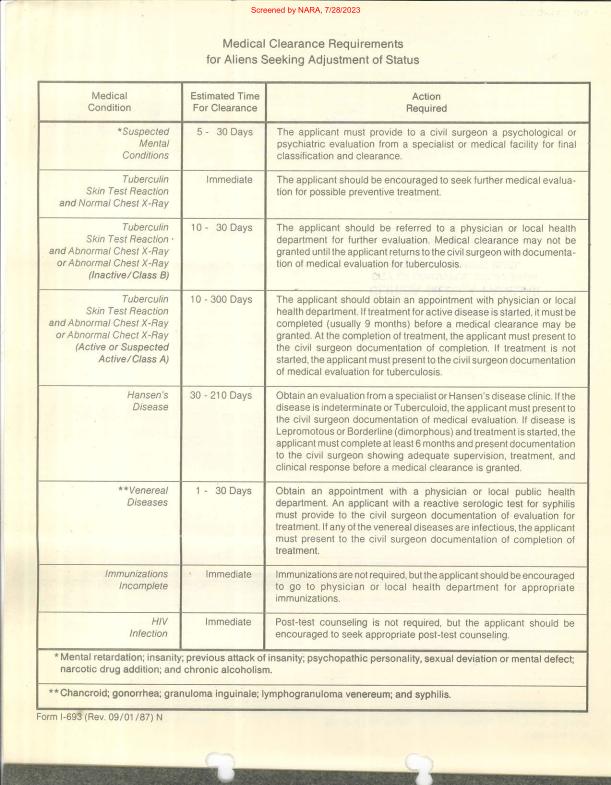 Screened by NARA, 7/28/2023
Medical Clearance Requirements
for Aliens Seeking Adjustment of Status
Medical
Condition
Estimated Time
For Clearance
Action
Required
*Suspected
Mental
Conditions
5 - 30 Days
The applicant must provide to a civil surgeon a psychological or
psychiatric evaluation from a specialist or medical facility for final
classification and clearance.
Tuberculin
Skin Test Reaction
and Normal Chest X-Ray
Immediate
The applicant should be encouraged to seek further medical evalua-
tion for possible preventive treatment.
Tuberculin
Skin Test Reaction
and Abnormal Chest X-Ray
or Abnormal Chest X-Ray
(Inactive/Class B)
10 - 30 Days
The applicant should be referred to a physician or local health
department for further evaluation. Medical clearance may not be
granted until the applicant returns to the civil surgeon with documenta-
tion of medical evaluation for tuberculosis.
Tuberculin
Skin Test Reaction
and Abnormal Chest X-Ray
or Abnormal Chect X-Ray
(Active or Suspected
Active/Class A)
10 - 300 Days
The applicant should obtain an appointment with physician or local
health department. If treatment for active disease is started, it must be
completed (usually 9 months) before a medical clearance may be
granted. At the completion of treatment, the applicant must present to
the civil surgeon documentation of completion. If treatment is not
started, the applicant must present to the civil surgeon documentation
of medical evaluation for tuberculosis.
Hansen's
Disease
30 - 210 Days
Obtain an evaluation from a specialist or Hansen's disease clinic. If the
disease is indeterminate or Tuberculoid, the applicant must present to
the civil surgeon documentation of medical evaluation. If disease is
Lepromotous or Borderline (dimorphous) and treatment is started, the
applicant must complete at least 6 months and present documentation
to the civil surgeon showing adequate supervision, treatment, and
clinical response before a medical clearance is granted.
**Venereal
Diseases
1 - 30 Days
Obtain an appointment with a physician or local public health
department. An applicant with a reactive serologic test for syphilis
must provide to the civil surgeon documentation of evaluation for
treatment. If any of the venereal diseases are infectious, the applicant
must present to the civil surgeon documentation of completion of
treatment.
Immunizations
Incomplete
Immediate
Immunizations are not required, but the applicant should be encouraged
to go to physician or local health department for appropriate
immunizations.
HIV
Infection
Immediate
Post-test counseling is not required, but the applicant should be
encouraged to seek appropriate post-test counseling.
* Mental retardation; insanity; previous attack of insanity; psychopathic personality, sexual deviation or mental defect;
narcotic drug addition; and chronic alcoholism.
** Chancroid; gonorrhea; granuloma inguinale; lymphogranuloma venereum; and syphilis.
Form I-693 (Rev. 09/01/87) N